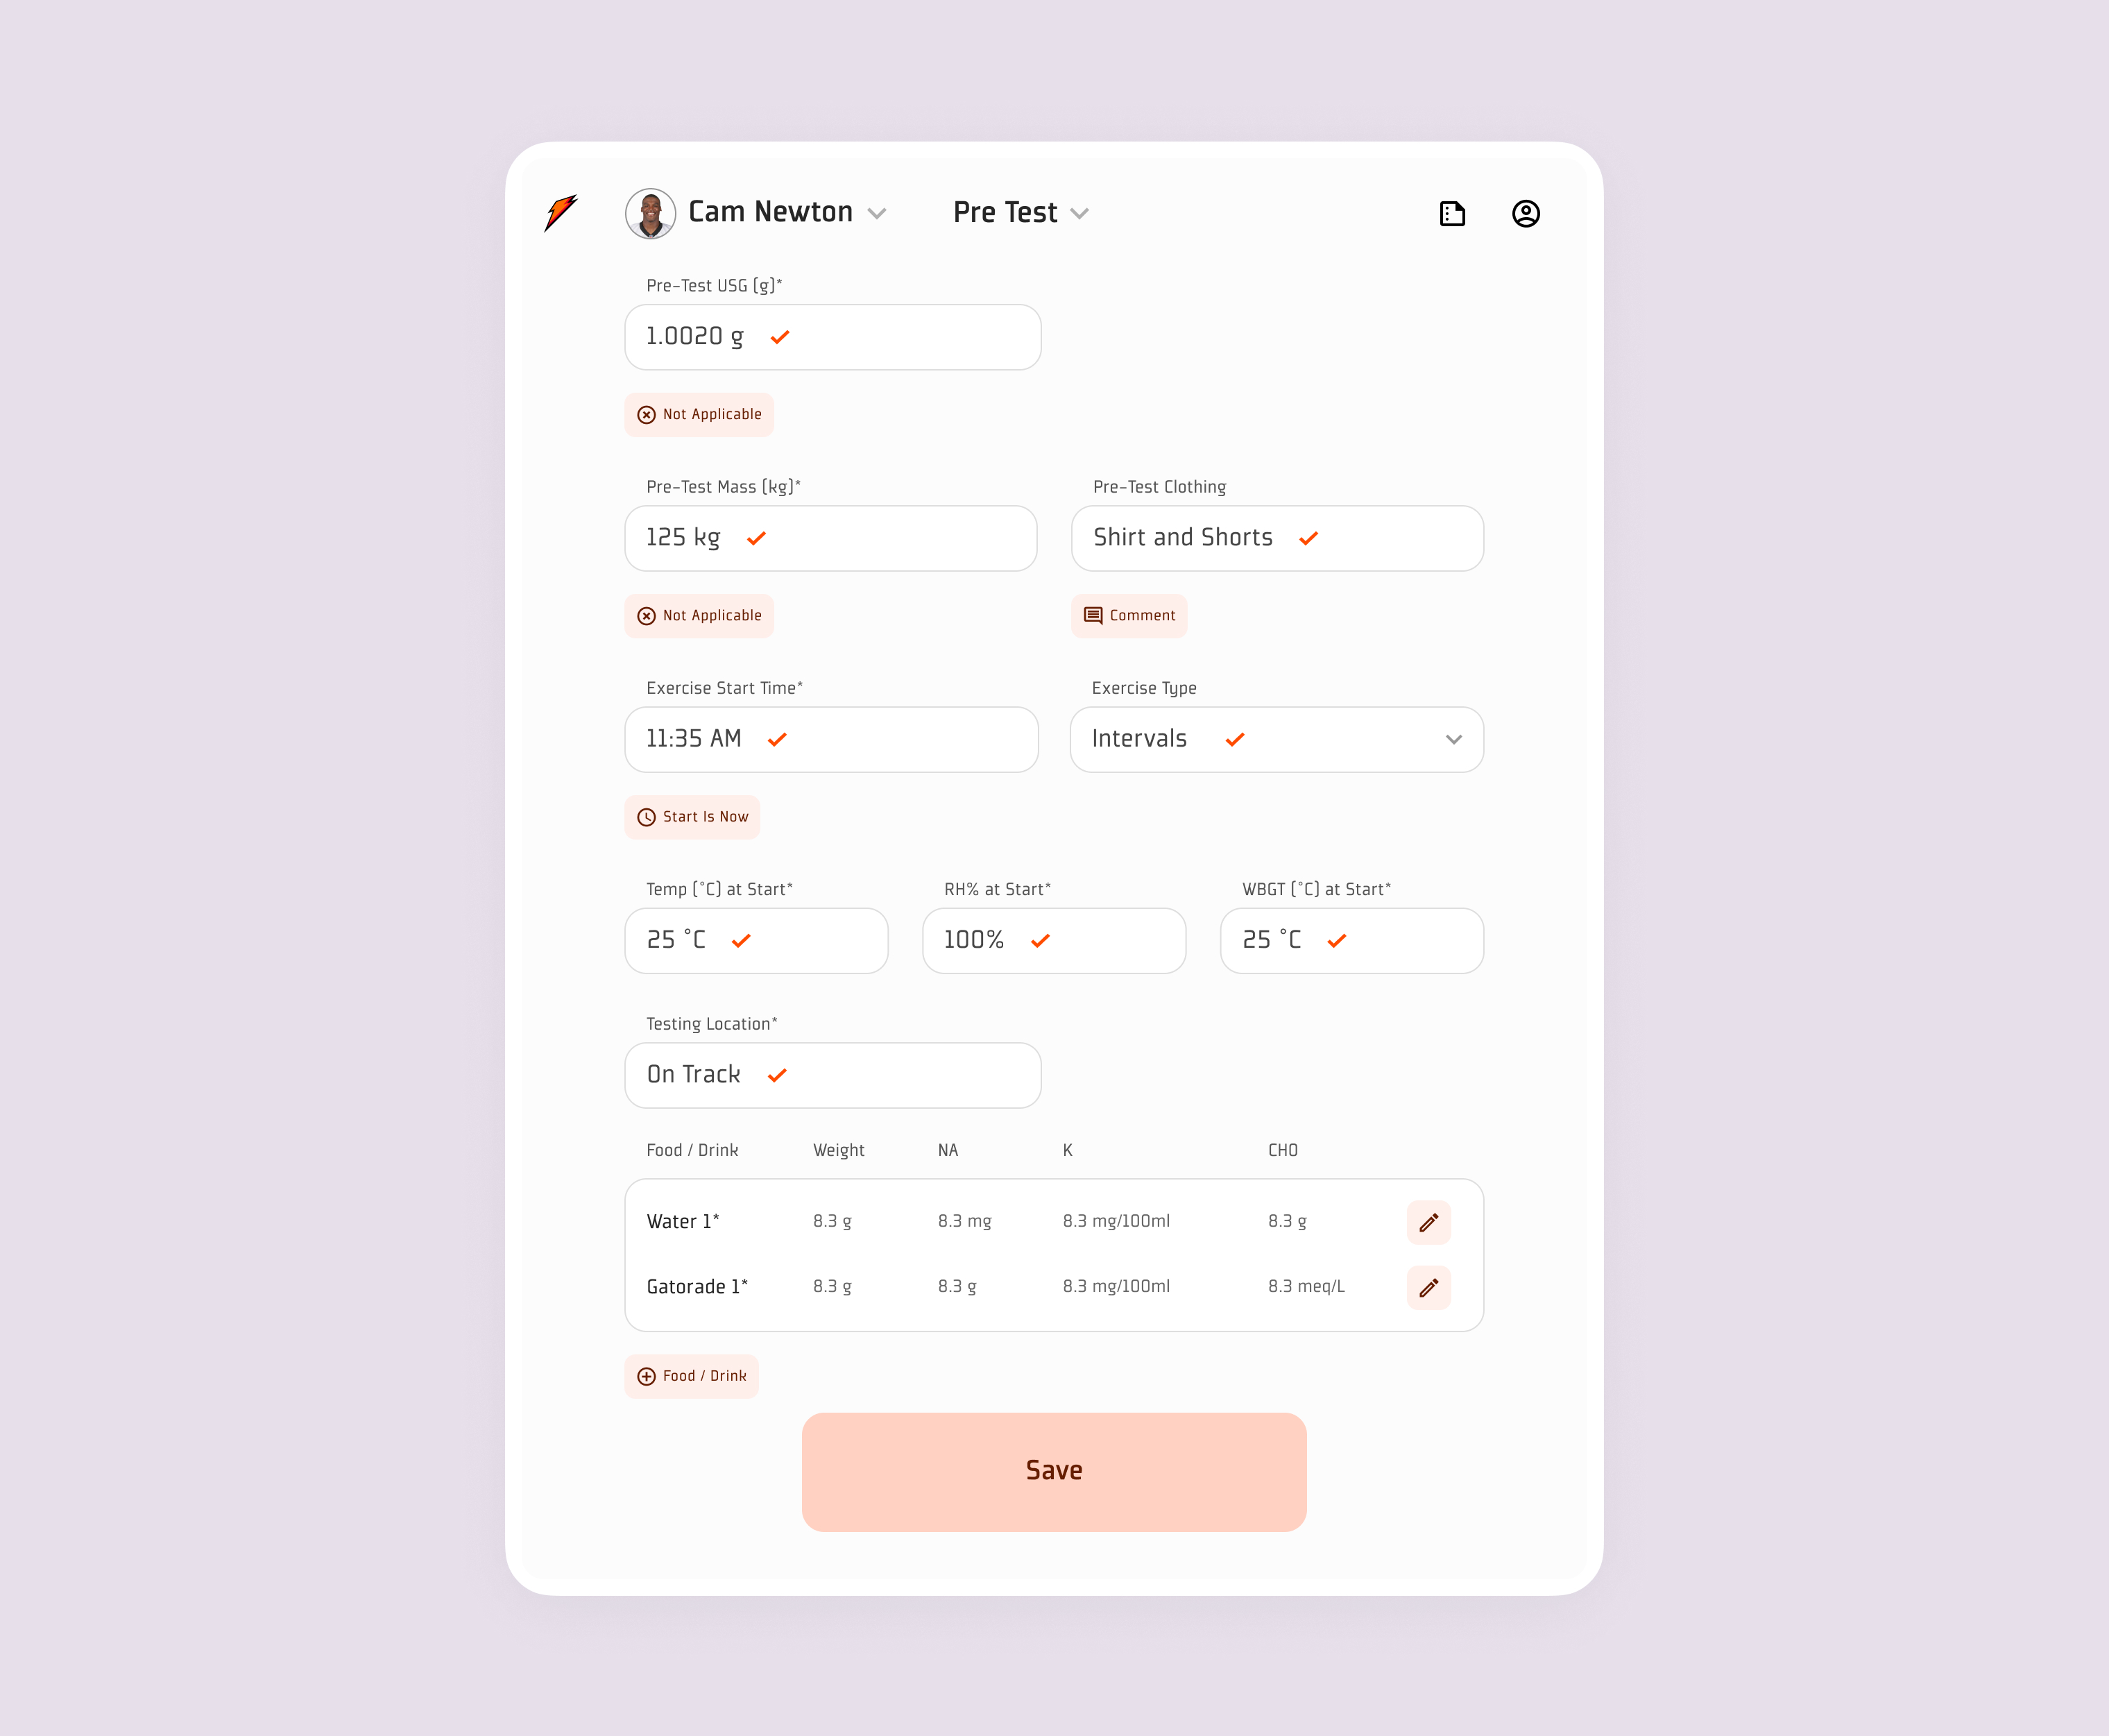 Cam Newton
Pre Test
Pre-Test USG (g)*
1.0020 g
Not Applicable
Pre-Test Mass (kg)*
Pre-Test Clothing
125 kg
Shirt and Shorts
Not Applicable
Comment
Exercise Start Time*
Exercise Type
11:35 AM
Intervals
Start Is Now
Temp (°C) at Start*
RH% at Start*
WBGT (°C) at Start*
25 °C
100%
25 °C
Testing Location*
On Track
Food / Drink Weight NA K CHO
Water 1* 8.3 g 8.3 mg 8.3 mg/100ml 8.3 g
Gatorade 1* 8.3 g 8.3 g 8.3 mg/100ml 8.3 meq/L
Food / Drink
Save